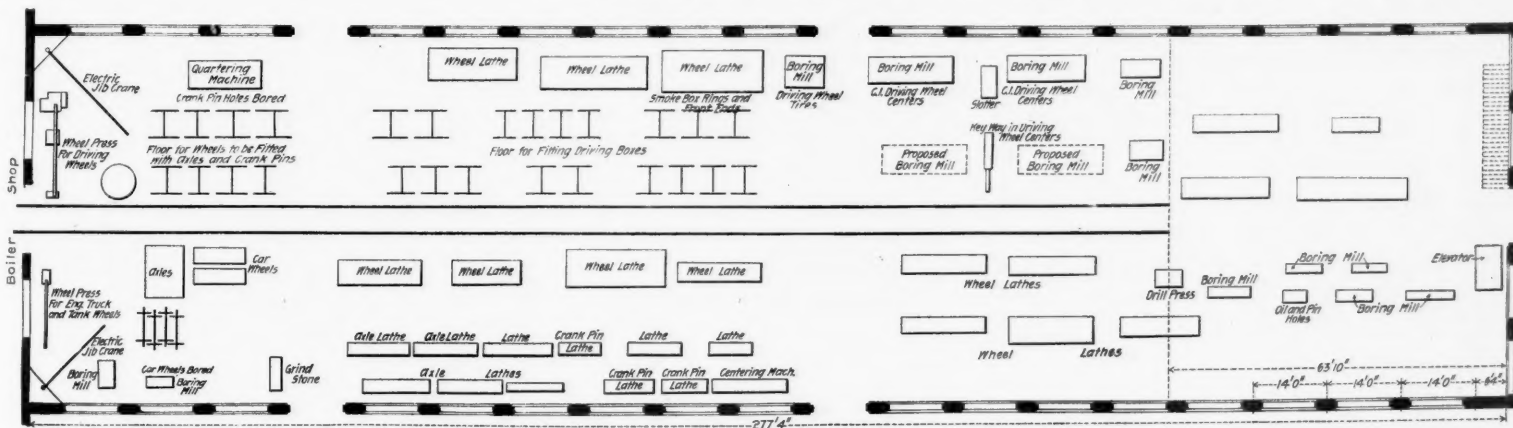 Electric
Jib Crane
Quartering
Machine
Crank Pin Holes Bored
Wheel Press
For Driving
Wheels
Floor for Wheels to be Fitted
with Axles and Crank Pins
Wheel Lathe
Wheel Lathe
Wheel Lathe
Smoke Box Rings and
Front Ends
Boring
Mill
Driving Wheel
Tires
Floor for Fitting Driving Boxes
Boring Mill
C.I. Driving Wheel
Centers
Slotter
Boring Mill
C.I. Driving Wheel
Centers
Boring
Mill
Key Way in Driving
Wheel Centers
Proposed
Boring Mill
Proposed
Boring Mill
Boring
Mill
Shop
Boiler
Axles
Car
Wheels
Wheel Press
For Eng. Truck
and Tank Wheels
Electric
Jib Crane
Boring
Mill
Car Wheels Bored
Boring
Mill
Grind
Stone
Wheel Lathe
Wheel Lathe
Wheel Lathe
Wheel Lathe
Axle Lathe
Axle Lathe
Lathe
Crank Pin
Lathe
Lathe
Lathe
Axle Lathes
Crank Pin
Lathe
Crank Pin
Lathe
Centering Mach.
Wheel Lathes
Drill Press
Boring Mill
Boring Mill
Elevator
Oil and Pin
Holes
Boring Mill
Wheel Lathes
63'10"
14'0"
14'0"
14'0"
277'4"